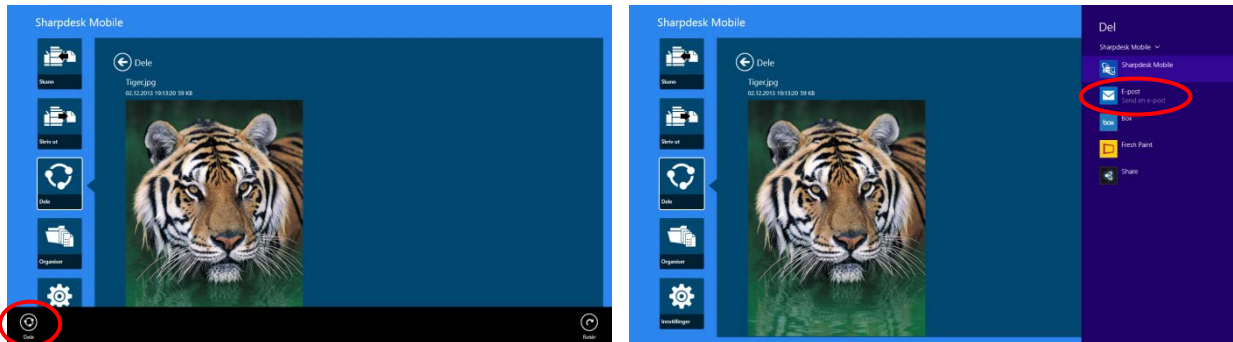 Sharpdesk Mobile
Skann
Skriv ut
Dele
Organiser
Dele
Tiger.jpg
02.12.2013 19:13:20 59 KB
Dele
Rotér
Sharpdesk Mobile
Skann
Skriv ut
Dele
Organiser
Innstillinger
Dele
Tiger.jpg
02.12.2013 19:13:20 59 KB
Del
Sharpdesk Mobile
Sharpdesk Mobile
E-post
Send en e-post
box
Box
Fresh Paint
Share